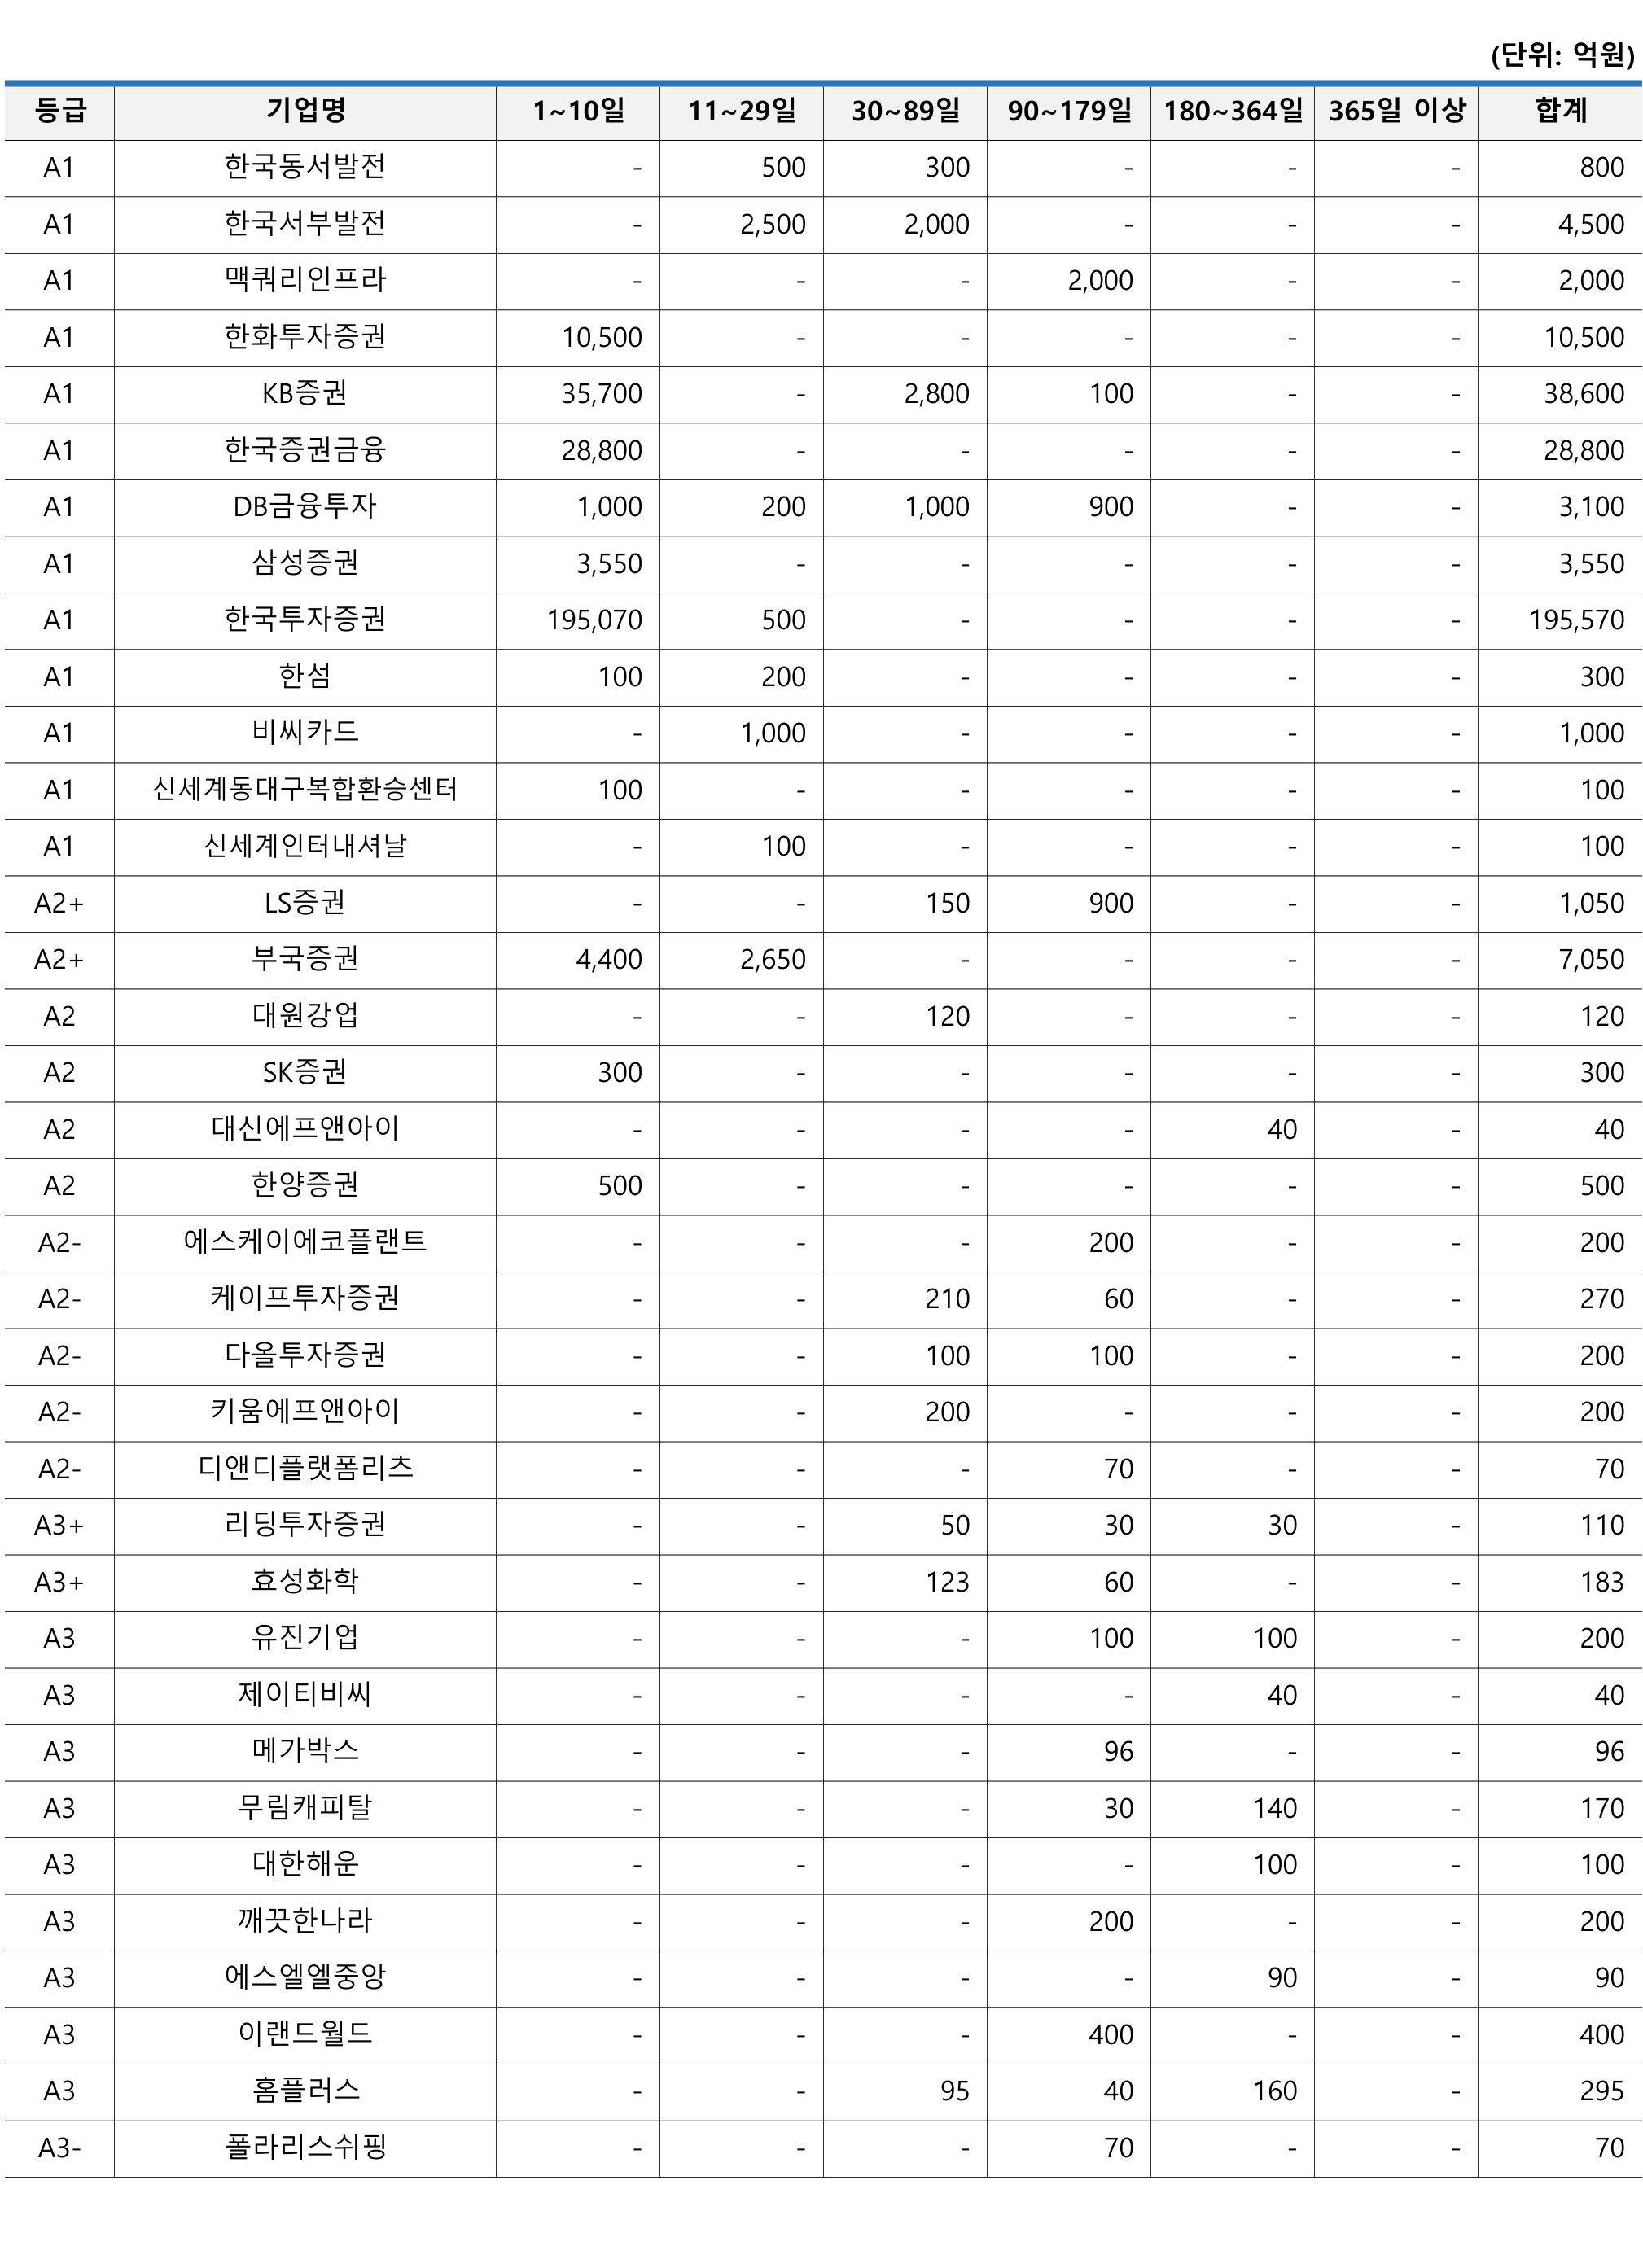 (단위: 억원)
등급 기업명 1~10일 11~29일 30~89일 90~179일 180~364일 365일 이상 합계
A1 한국동서발전 - 500 300 - - - 800
A1 한국서부발전 - 2,500 2,000 - - - 4,500
A1 맥쿼리인프라 - - - 2,000 - - 2,000
A1 한화투자증권 10,500 - - - - - 10,500
A1 KB증권 35,700 - 2,800 100 - - 38,600
A1 한국증권금융 28,800 - - - - - 28,800
A1 DB금융투자 1,000 200 1,000 900 - - 3,100
A1 삼성증권 3,550 - - - - - 3,550
A1 한국투자증권 195,070 500 - - - - 195,570
A1 한섬 100 200 - - - - 300
A1 비씨카드 - 1,000 - - - - 1,000
A1 신세계동대구복합환승센터 100 - - - - - 100
A1 신세계인터내셔날 - 100 - - - - 100
A2+ LS증권 - - 150 900 - - 1,050
A2+ 부국증권 4,400 2,650 - - - - 7,050
A2 대원강업 - - 120 - - - 120
A2 SK증권 300 - - - - - 300
A2 대신에프앤아이 - - - - 40 - 40
A2 한양증권 500 - - - - - 500
A2- 에스케이에코플랜트 - - - 200 - - 200
A2- 케이프투자증권 - - 210 60 - - 270
A2- 다올투자증권 - - 100 100 - - 200
A2- 키움에프앤아이 - - 200 - - - 200
A2- 디앤디플랫폼리츠 - - - 70 - - 70
A3+ 리딩투자증권 - - 50 30 30 - 110
A3+ 효성화학 - - 123 60 - - 183
A3 유진기업 - - - 100 100 - 200
A3 제이티비씨 - - - - 40 - 40
A3 메가박스 - - - 96 - - 96
A3 무림캐피탈 - - - 30 140 - 170
A3 대한해운 - - - - 100 - 100
A3 깨끗한나라 - - - 200 - - 200
A3 에스엘엘중앙 - - - - 90 - 90
A3 이랜드월드 - - - 400 - - 400
A3 홈플러스 - - 95 40 160 - 295
A3- 폴라리스쉬핑 - - - 70 - - 70